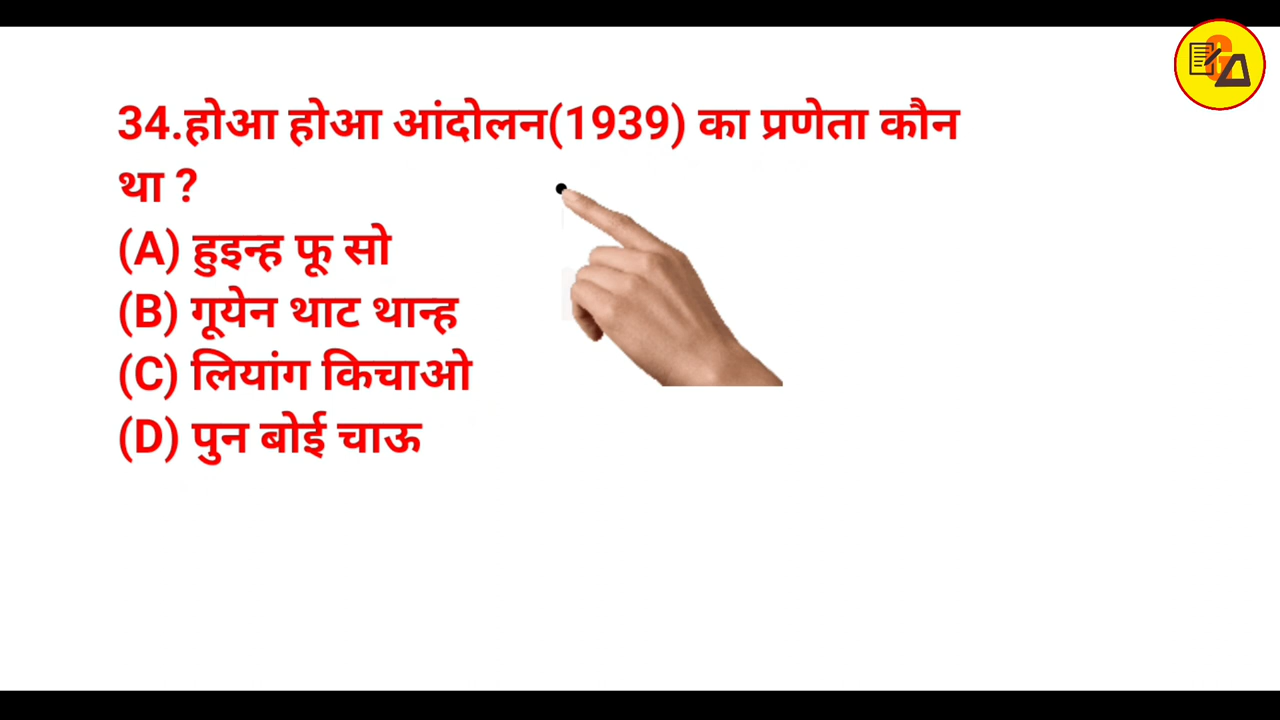 34.होआ होआ आंदोलन(1939) का प्रणेता कौन
था ?
(A) हुइन्ह फू सो
(B) गूयेन थाट थान्ह
(C) लियांग किचाओ
(D) पुन बोई चाऊ